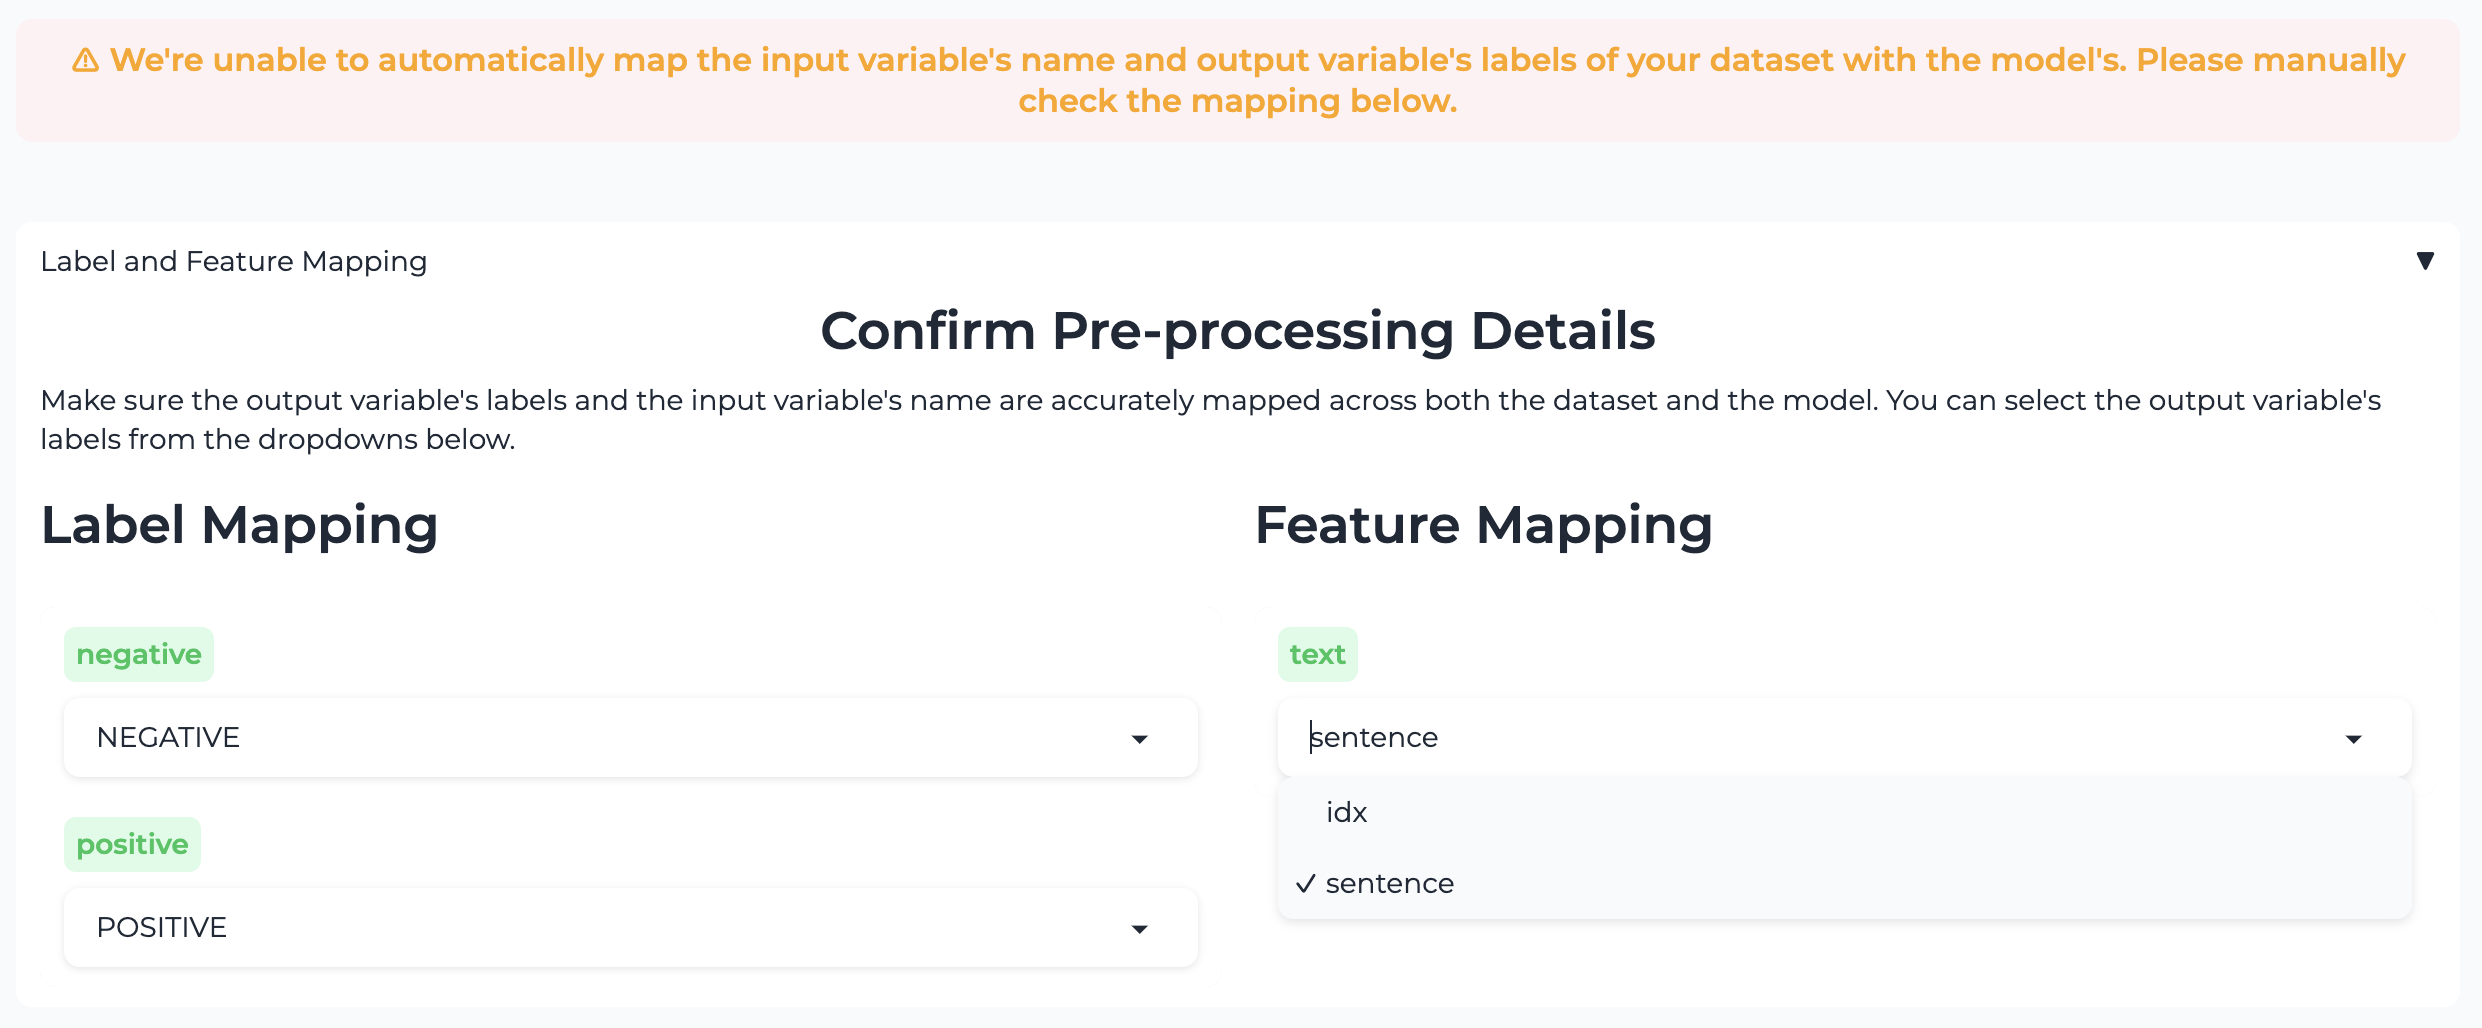 ⚠ We're unable to automatically map the input variable's name and output variable's labels of your dataset with the model's. Please manually
check the mapping below.
Label and Feature Mapping
Confirm Pre-processing Details
Make sure the output variable's labels and the input variable's name are accurately mapped across both the dataset and the model. You can select the output variable's
labels from the dropdowns below.
Label Mapping
negative
NEGATIVE
positive
POSITIVE
Feature Mapping
text
sentence
idx
✓ sentence